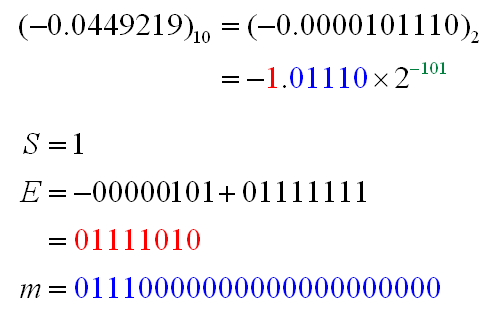 (−0.0449219)₁₀ = (−0.0000101110)₂
= −1.01110 × 2⁻¹⁰¹
S = 1
E = −00000101 + 01111111
= 01111010
m = 01110000000000000000000